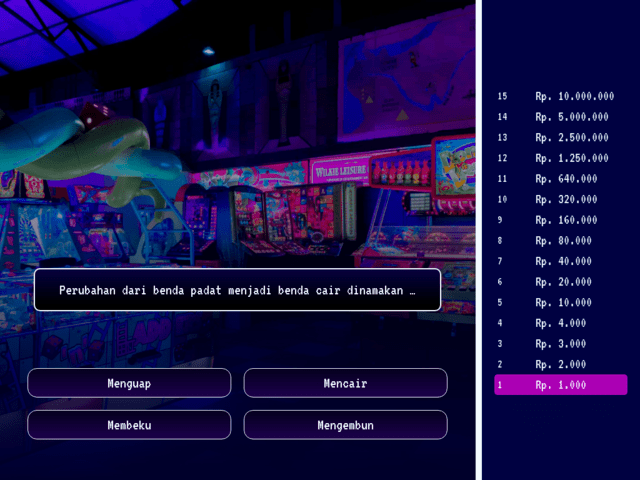 WILKIE LEISURE
Perubahan dari benda padat menjadi benda cair dinamakan …
Menguap
Mencair
Membeku
Mengembun
15 Rp. 10.000.000
14 Rp. 5.000.000
13 Rp. 2.500.000
12 Rp. 1.250.000
11 Rp. 640.000
10 Rp. 320.000
9 Rp. 160.000
8 Rp. 80.000
7 Rp. 40.000
6 Rp. 20.000
5 Rp. 10.000
4 Rp. 4.000
3 Rp. 3.000
2 Rp. 2.000
1 Rp. 1.000